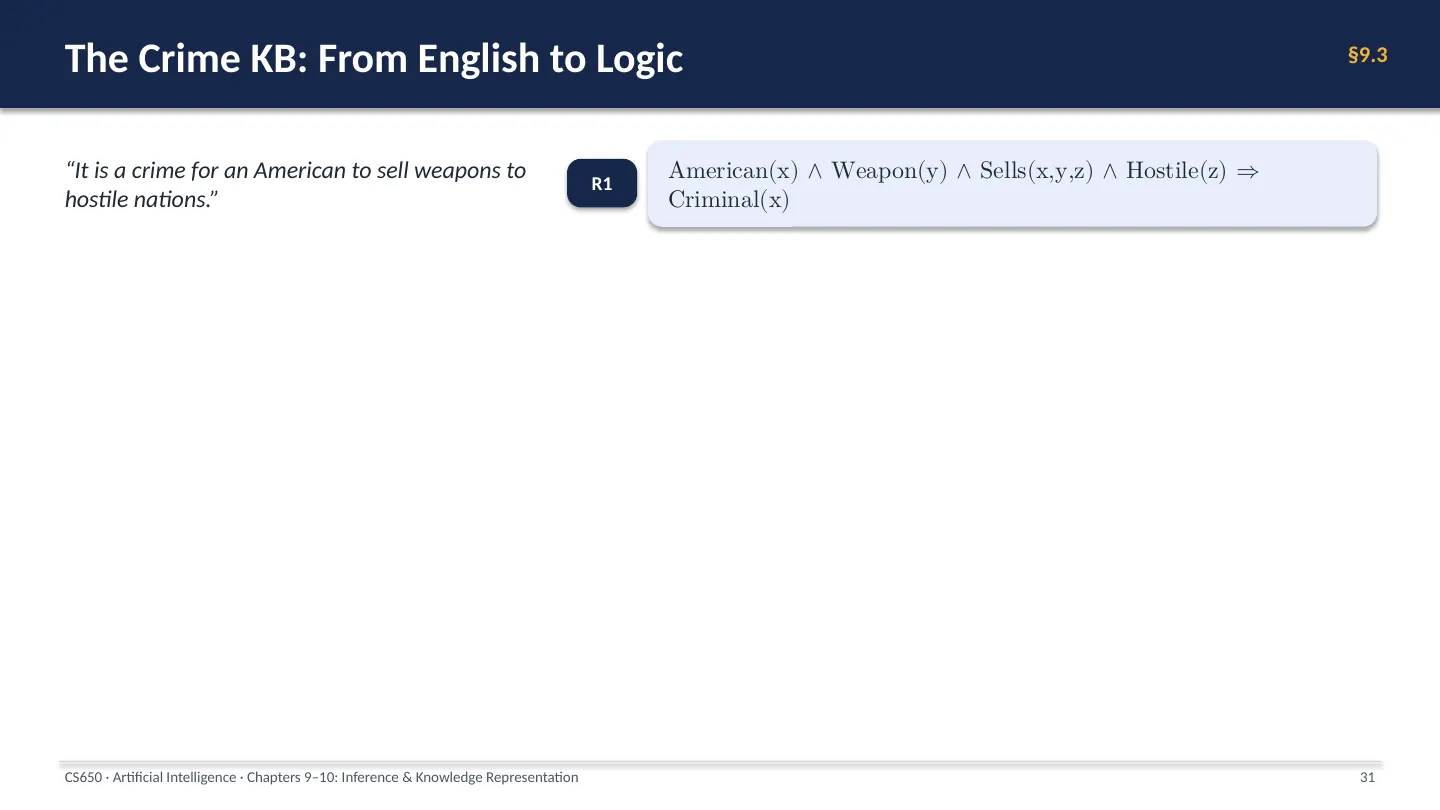 The Crime KB: From English to Logic
§9.3
“It is a crime for an American to sell weapons to
hostile nations.”
R1
American(x) ∧ Weapon(y) ∧ Sells(x,y,z) ∧ Hostile(z) ⇒
Criminal(x)
CS650 · Artificial Intelligence · Chapters 9–10: Inference & Knowledge Representation
31